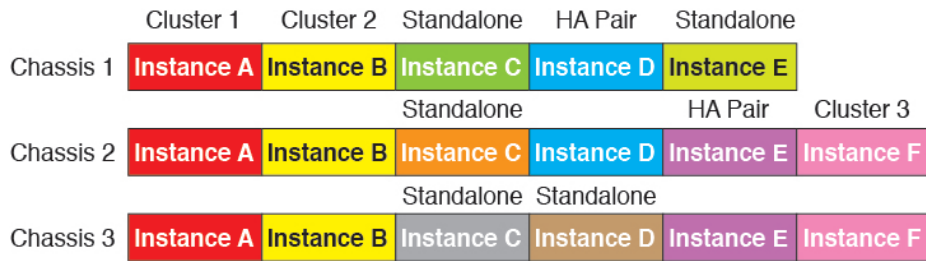 Cluster 1 Cluster 2 Standalone HA Pair Standalone
Chassis 1 Instance A Instance B Instance C Instance D Instance E
Standalone HA Pair Cluster 3
Chassis 2 Instance A Instance B Instance C Instance D Instance E Instance F
Standalone Standalone
Chassis 3 Instance A Instance B Instance C Instance D Instance E Instance F